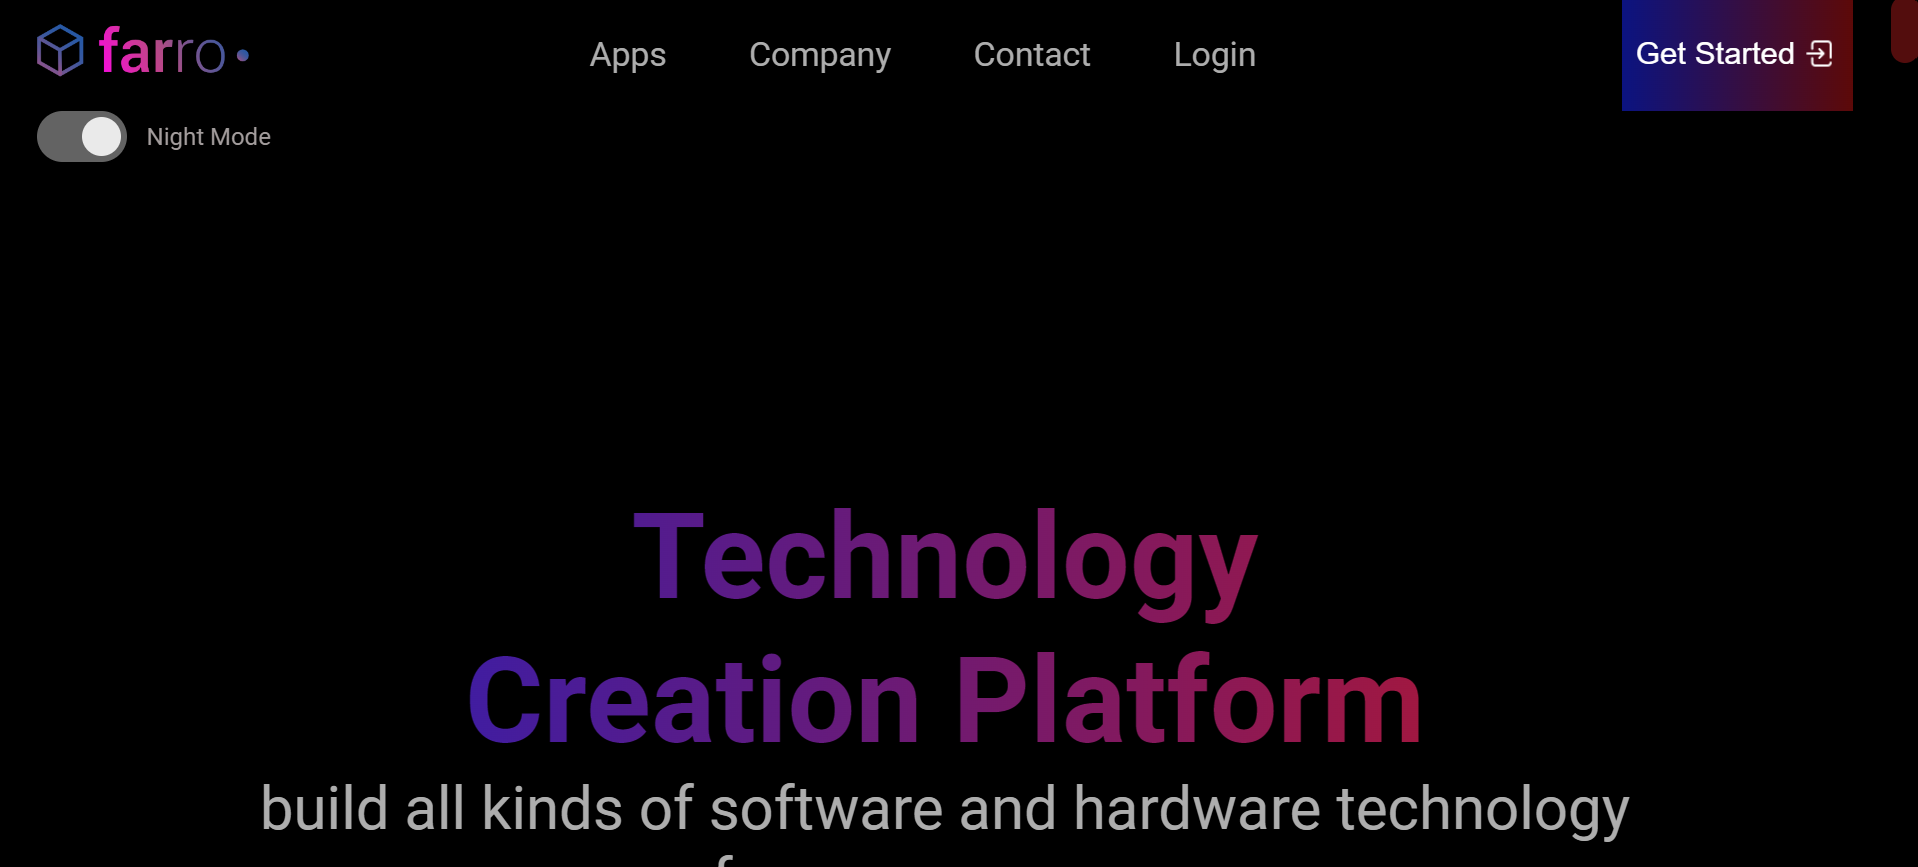 farro
Apps Company Contact Login
Get Started
Night Mode
Technology
Creation Platform
build all kinds of software and hardware technology